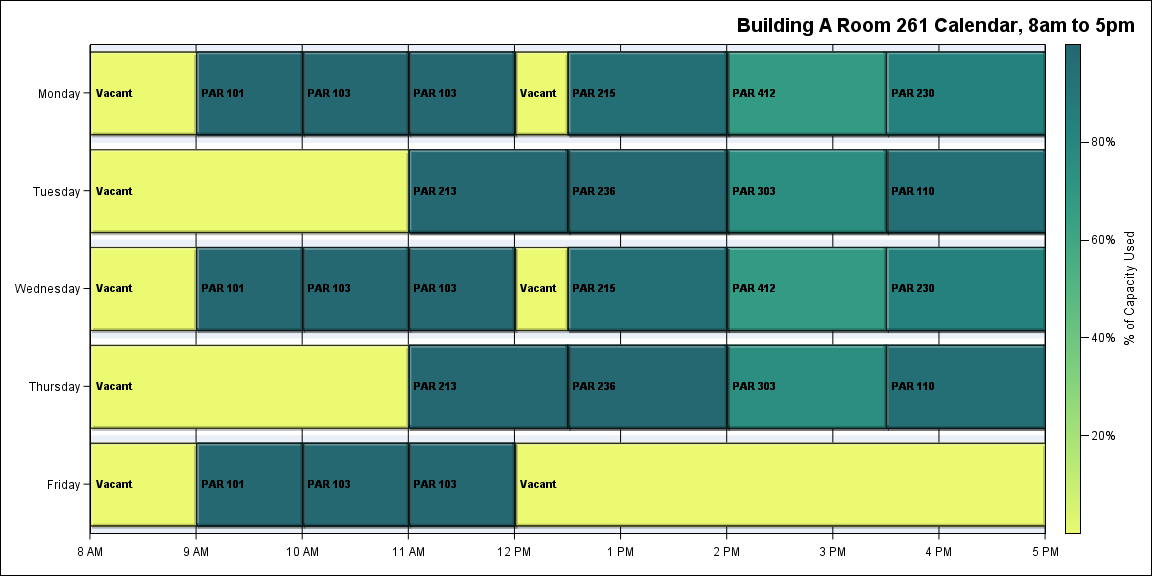 Building A Room 261 Calendar, 8am to 5pm
Monday
Vacant
PAR 101
PAR 103
PAR 103
Vacant
PAR 215
PAR 412
PAR 230
Tuesday
Vacant
PAR 213
PAR 236
PAR 303
PAR 110
Wednesday
Vacant
PAR 101
PAR 103
PAR 103
Vacant
PAR 215
PAR 412
PAR 230
Thursday
Vacant
PAR 213
PAR 236
PAR 303
PAR 110
Friday
Vacant
PAR 101
PAR 103
PAR 103
Vacant
8 AM
9 AM
10 AM
11 AM
12 PM
1 PM
2 PM
3 PM
4 PM
5 PM
80%
60%
40%
20%
% of Capacity Used